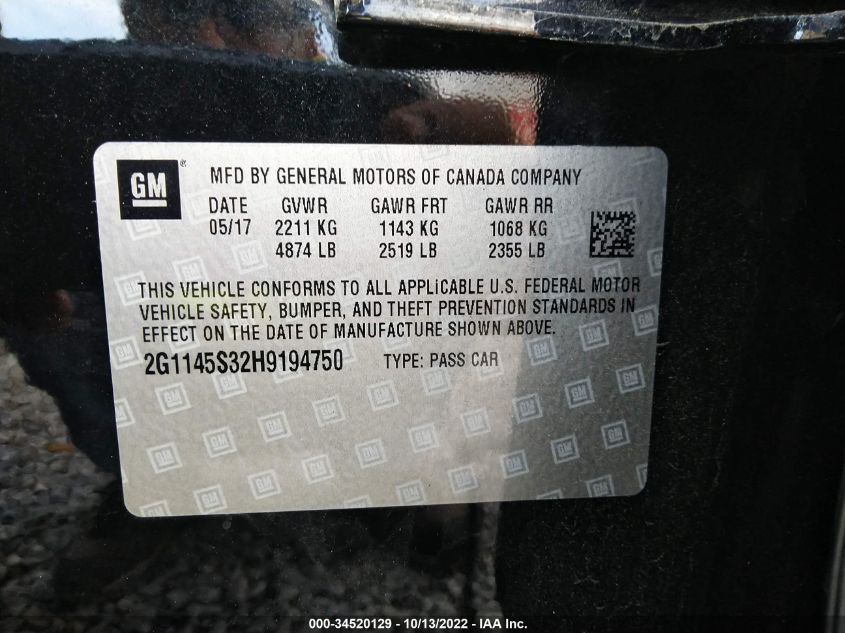 GM ®
MFD BY GENERAL MOTORS OF CANADA COMPANY
DATE GVWR GAWR FRT GAWR RR
05/17 2211 KG 1143 KG 1068 KG
4874 LB 2519 LB 2355 LB
THIS VEHICLE CONFORMS TO ALL APPLICABLE U.S. FEDERAL MOTOR
VEHICLE SAFETY, BUMPER, AND THEFT PREVENTION STANDARDS IN
EFFECT ON THE DATE OF MANUFACTURE SHOWN ABOVE.
2G1145S32H9194750 TYPE: PASS CAR
000-34520129 - 10/13/2022 - IAA Inc.